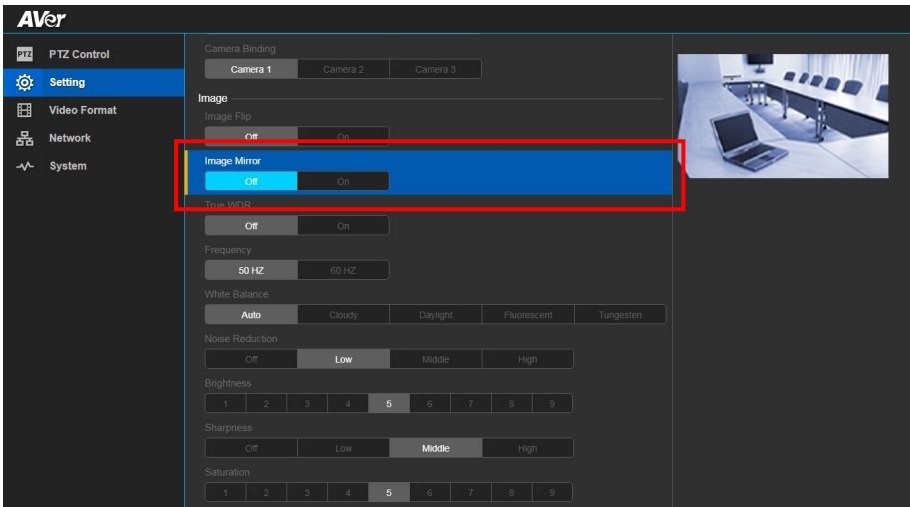 AVer
PTZ PTZ Control
Setting
Video Format
Network
System
Camera Binding
Camera 1 Camera 2 Camera 3
Image
Image Flip
Off On
Image Mirror
Off On
True WDR
Off On
Frequency
50 HZ 60 HZ
White Balance
Auto Cloudy Daylight Fluorescent Tungesten
Noise Reduction
Off Low Middle High
Brightness
1 2 3 4 5 6 7 8 9
Sharpness
Off Low Middle High
Saturation
1 2 3 4 5 6 7 8 9